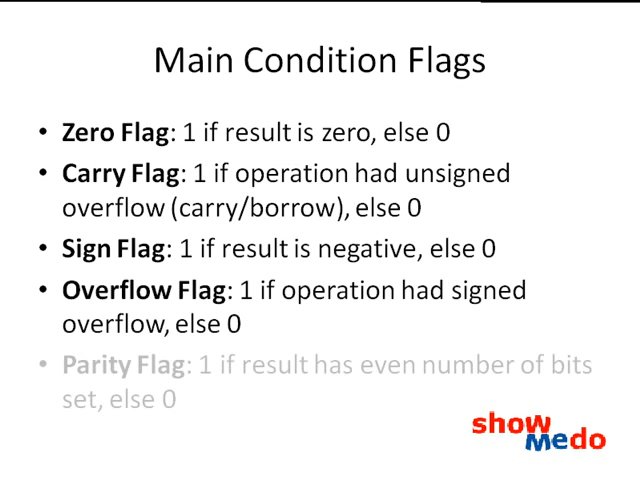 Main Condition Flags
• Zero Flag: 1 if result is zero, else 0
• Carry Flag: 1 if operation had unsigned
overflow (carry/borrow), else 0
• Sign Flag: 1 if result is negative, else 0
• Overflow Flag: 1 if operation had signed
overflow, else 0
• Parity Flag: 1 if result has even number of bits
set, else 0
show
medo